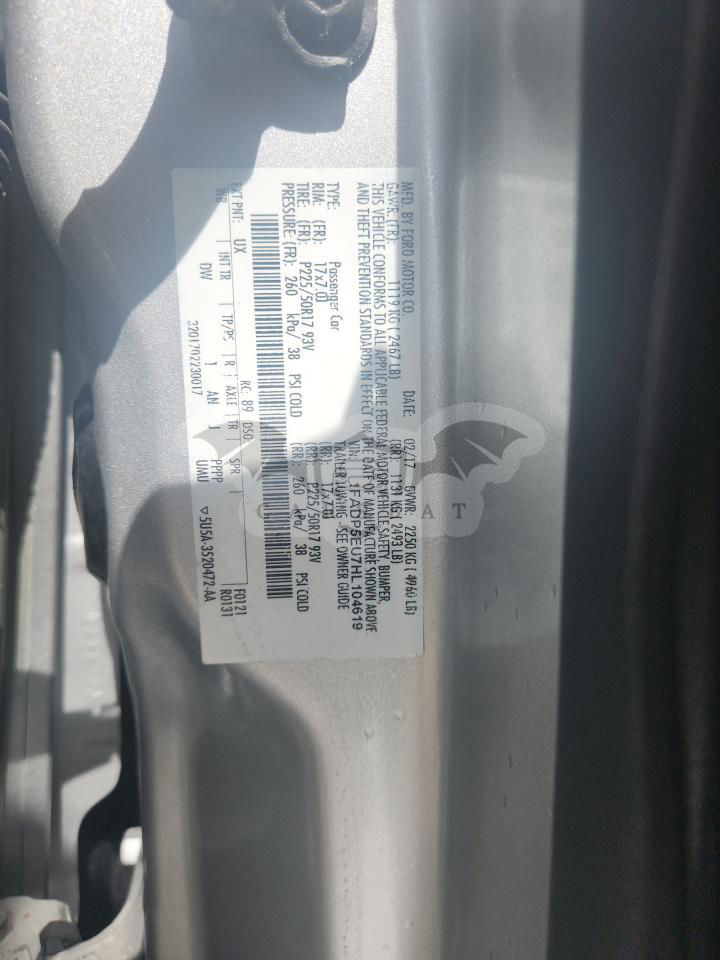 MFD. BY FORD MOTOR CO. DATE: 02/17 GVWR: 2250 KG ( 4960 LB)
GAWR: (FR): 1119 KG ( 2467 LB) (RR): 1131 KG ( 2493 LB)
THIS VEHICLE CONFORMS TO ALL APPLICABLE FEDERAL MOTOR VEHICLE SAFETY, BUMPER,
AND THEFT PREVENTION STANDARDS IN EFFECT ON THE DATE OF MANUFACTURE SHOWN ABOVE.
VIN: 1FADP5EU7HL104619
TYPE: Passenger Car TRAILER TOWING - SEE OWNER GUIDE
RIM: (FR): 17x7.0J (RR): 17x7.0J
TIRE: (FR): P225/50R17 93V (RR): P225/50R17 93V
PRESSURE (FR): 260 kPa/ 38 PSI COLD (RR): 260 kPa/ 38 PSI COLD
EXT PNT: UX RC: 89 DSO: F0121
WB INT TR TP/PS R AXLE TR SPR R0131
DW 1 AN J PPPP UMU
3201702230017 5U5A-3520472-AA